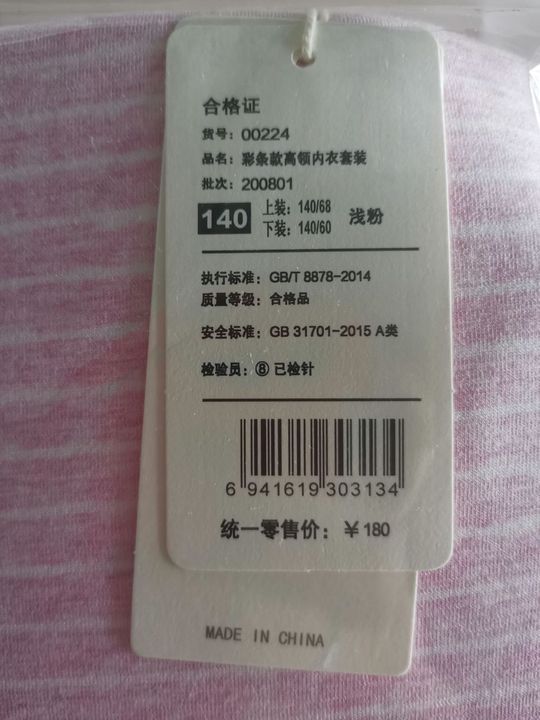 合格证
货号：00224
品名：彩条款高领内衣套装
批次：200801
140 上装：140/68 浅粉
下装：140/60
执行标准：GB/T 8878-2014
质量等级：合格品
安全标准：GB 31701-2015 A类
检验员：⑧ 已检针
6 941619 303134
统一零售价：￥180
MADE IN CHINA